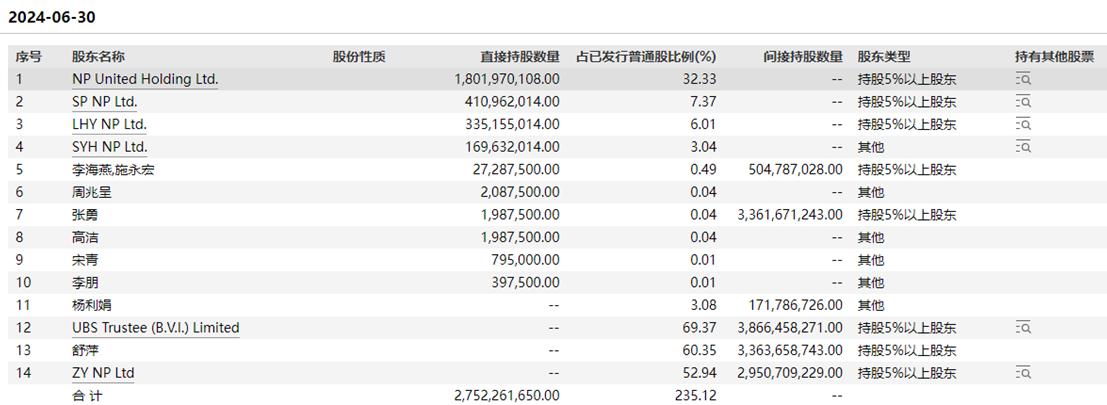 2024-06-30
序号 股东名称 股份性质 直接持股数量 占已发行普通股比例(%) 间接持股数量 股东类型 持有其他股票
1 NP United Holding Ltd. 1,801,970,108.00 32.33 -- 持股5%以上股东
2 SP NP Ltd. 410,962,014.00 7.37 -- 持股5%以上股东
3 LHY NP Ltd. 335,155,014.00 6.01 -- 持股5%以上股东
4 SYH NP Ltd. 169,632,014.00 3.04 -- 其他
5 李海燕,施永宏 27,287,500.00 0.49 504,787,028.00 持股5%以上股东
6 周兆呈 2,087,500.00 0.04 -- 其他
7 张勇 1,987,500.00 0.04 3,361,671,243.00 持股5%以上股东
8 高洁 1,987,500.00 0.04 -- 其他
9 宋青 795,000.00 0.01 -- 其他
10 李朋 397,500.00 0.01 -- 其他
11 杨利娟 -- 3.08 171,786,726.00 其他
12 UBS Trustee (B.V.I.) Limited -- 69.37 3,866,458,271.00 持股5%以上股东
13 舒萍 -- 60.35 3,363,658,743.00 持股5%以上股东
14 ZY NP Ltd -- 52.94 2,950,709,229.00 持股5%以上股东
合 计 2,752,261,650.00 235.12 --